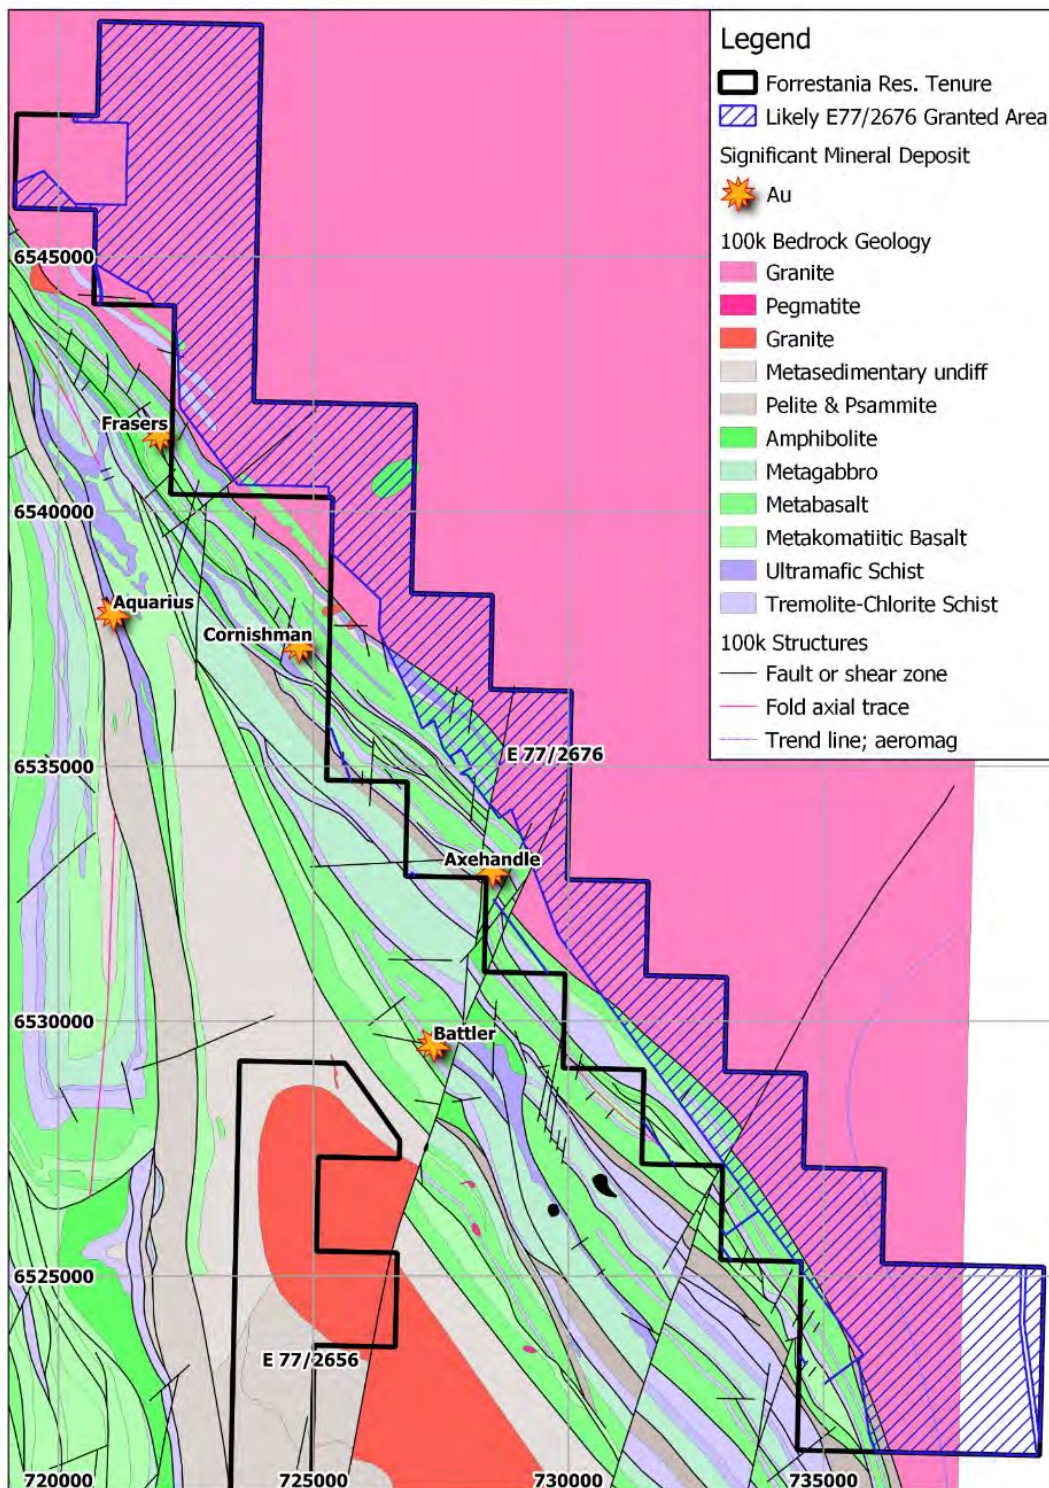 Legend
Forrestania Res. Tenure
Likely E77/2676 Granted Area
Significant Mineral Deposit
Au
100k Bedrock Geology
Granite
Pegmatite
Granite
Metasedimentary undiff
Pelite & Psammite
Amphibolite
Metagabbro
Metabasalt
Metakomatiitic Basalt
Ultramafic Schist
Tremolite-Chlorite Schist
100k Structures
Fault or shear zone
Fold axial trace
Trend line; aeromag
6545000
Frasers
6540000
Aquarius
Cornishman
6535000
E 77/2676
Axehandle
6530000
Battler
6525000
E 77/2656
720000
725000
730000
735000